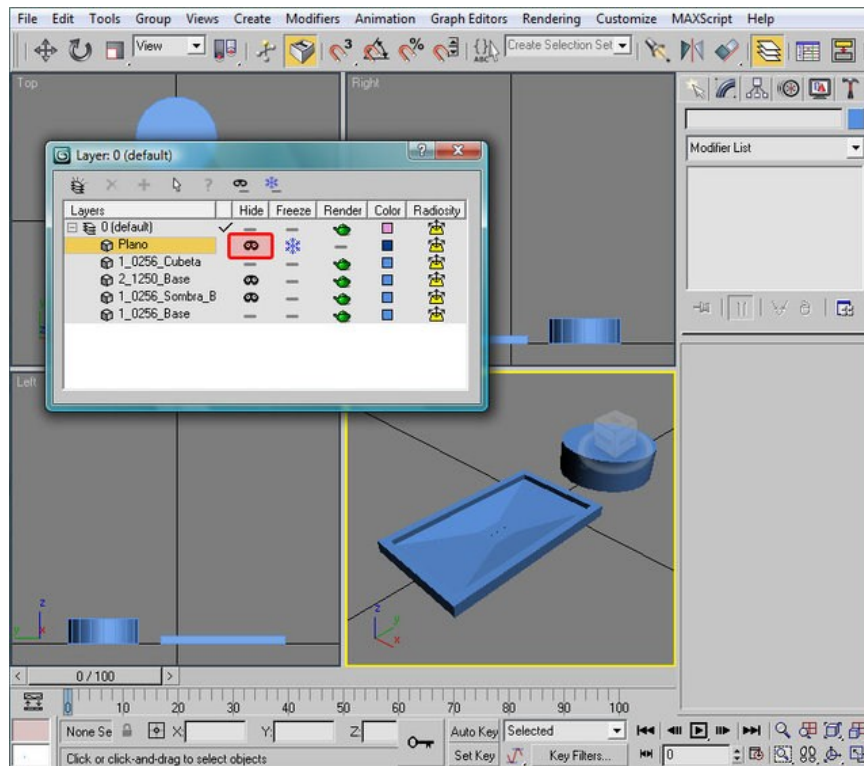 File Edit Tools Group Views Create Modifiers Animation Graph Editors Rendering Customize MAXScript Help
View
3
%
ABC
Create Selection Set
Top
Right
Layer: 0 (default)
Modifier List
Layers Hide Freeze Render Color Radiosity
0 (default)
Plano
1_0256_Cubeta
2_1250_Base
1_0256_Sombra_B
1_0256_Base
Left
z
y x
z
y
x
0 / 100
0 10 20 30 40 50 60 70 80 90 100
None Se X: Y: Z: Auto Key Selected
Click or click-and-drag to select objects Set Key Key Filters... 0